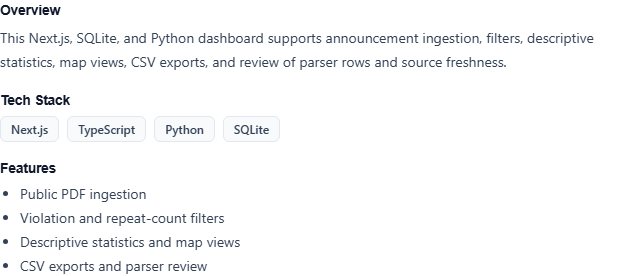 Overview
This Next.js, SQLite, and Python dashboard supports announcement ingestion, filters, descriptive
statistics, map views, CSV exports, and review of parser rows and source freshness.
Tech Stack
Next.js TypeScript Python SQLite
Features
• Public PDF ingestion
• Violation and repeat-count filters
• Descriptive statistics and map views
• CSV exports and parser review